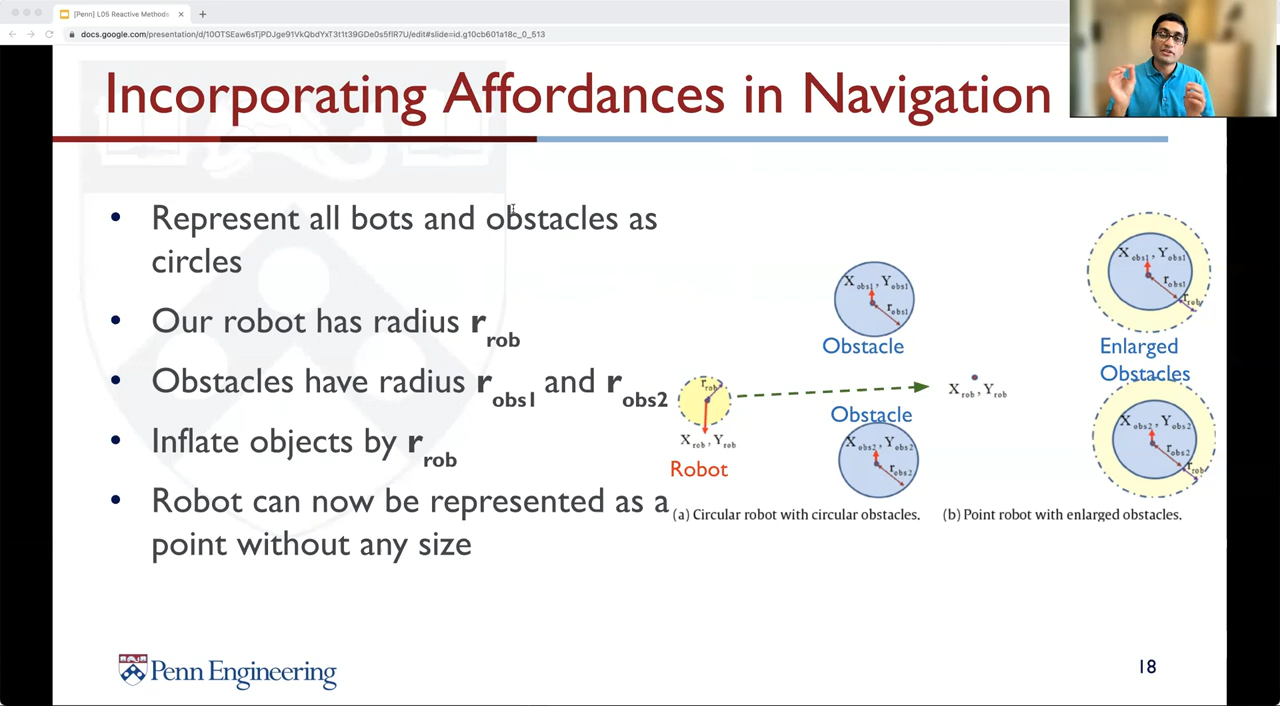 [Penn] L05 Reactive Methods
docs.google.com/presentation/d/10OTSEaw6sTjPDJge91VkQbdYxT3t1t39GDe0s5flR7U/edit#slide=id.g10cb601a18c_0_513
Incorporating Affordances in Navigation
• Represent all bots and obstacles as
circles
• Our robot has radius r rob
• Obstacles have radius r obs1 and r obs2
• Inflate objects by r rob
• Robot can now be represented as a
point without any size
X obs1, Y obs1
r obs1
Obstacle
r rob
X rob, Y rob
Robot
Obstacle
X obs2, Y obs2
r obs2
(a) Circular robot with circular obstacles.
X obs1, Y obs1
r obs1
r rob
Enlarged
Obstacles
X rob, Y rob
X obs2, Y obs2
r obs2
r rob
(b) Point robot with enlarged obstacles.
Penn Engineering
18